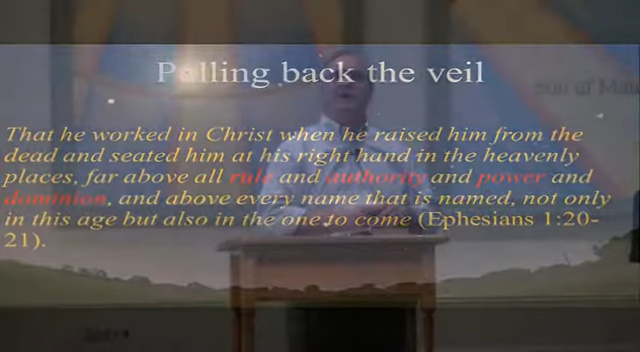 Pulling back the veil
That he worked in Christ when he raised him from the
dead and seated him at his right hand in the heavenly
places, far above all rule and authority and power and
dominion, and above every name that is named, not only
in this age but also in the one to come (Ephesians 1:20-
21).